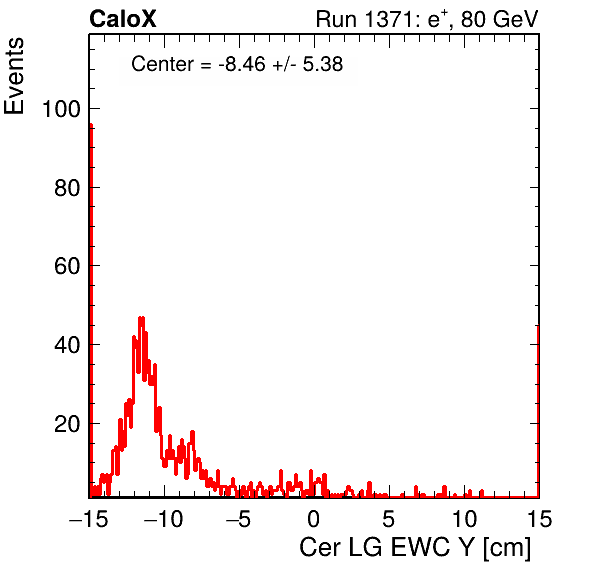 CaloX Run 1371: e⁺, 80 GeV
Center = -8.46 +/- 5.38
Events
100
80
60
40
20
−15 −10 −5 0 5 10 15
Cer LG EWC Y [cm]